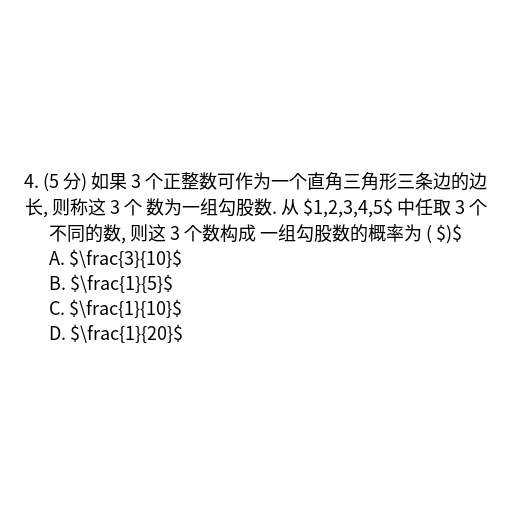 4. (5 分) 如果 3 个正整数可作为一个直角三角形三条边的边
长, 则称这 3 个 数为一组勾股数. 从 $1,2,3,4,5$ 中任取 3 个
不同的数, 则这 3 个数构成 一组勾股数的概率为 ( $)$
A. $\frac{3}{10}$
B. $\frac{1}{5}$
C. $\frac{1}{10}$
D. $\frac{1}{20}$